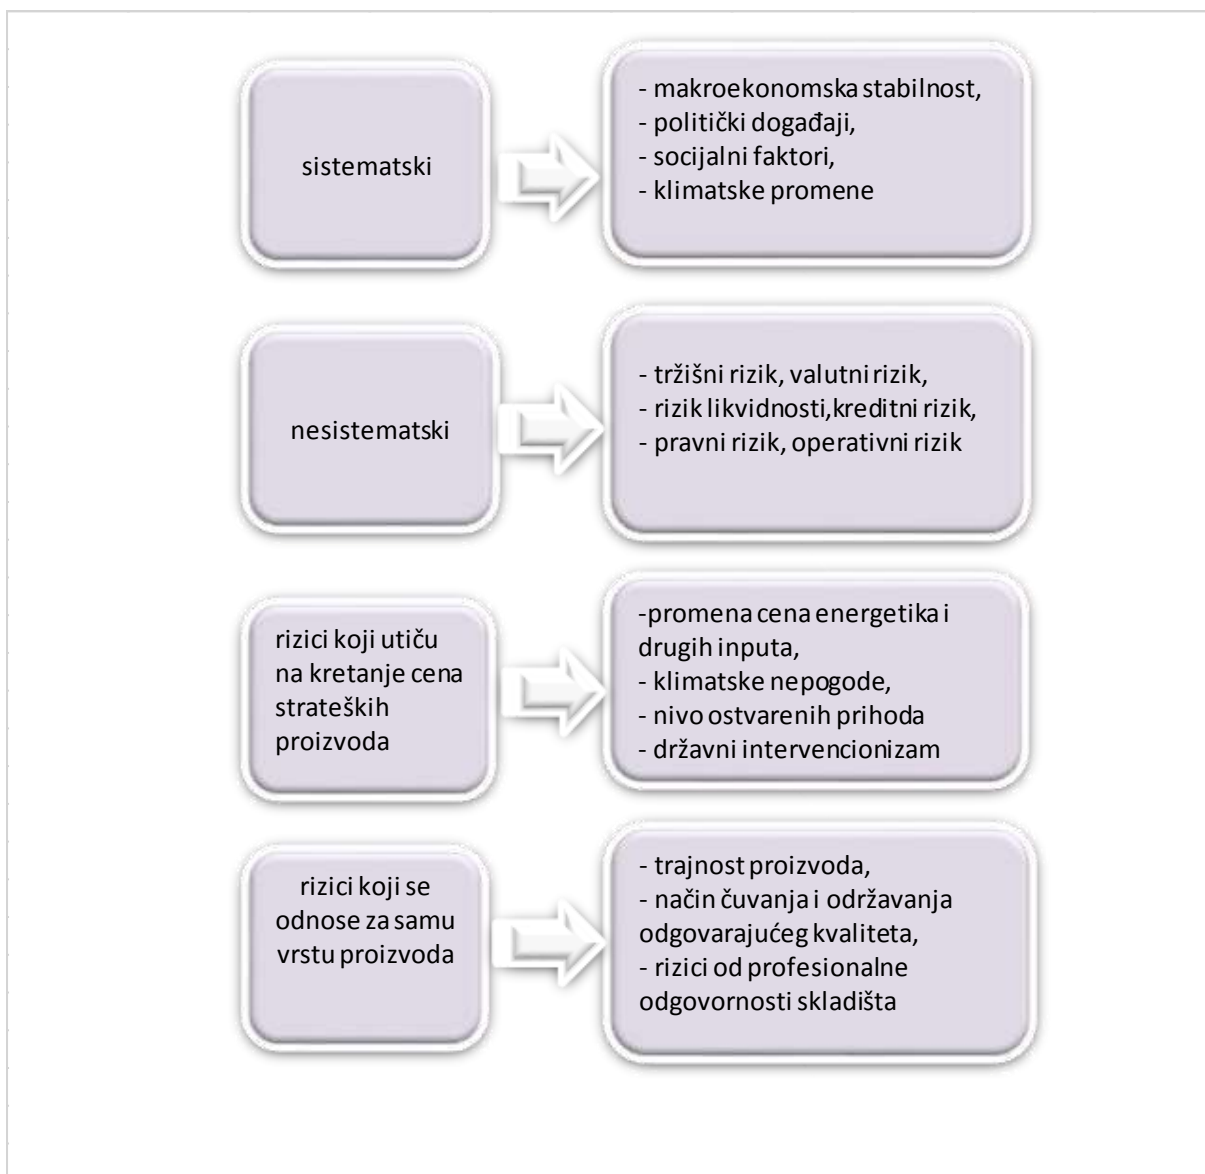 sistematski
- makroekonomska stabilnost,
- politički događaji,
- socijalni faktori,
- klimatske promene
nesistematski
- tržišni rizik, valutni rizik,
- rizik likvidnosti,kreditni rizik,
- pravni rizik, operativni rizik
rizici koji utiču
na kretanje cena
strateških
proizvoda
-promena cena energetika i
drugih inputa,
- klimatske nepogode,
- nivo ostvarenih prihoda
- državni intervencionizam
rizici koji se
odnose za samu
vrstu proizvoda
- trajnost proizvoda,
- način čuvanja i održavanja
odgovarajućeg kvaliteta,
- rizici od profesionalne
odgovornosti skladišta